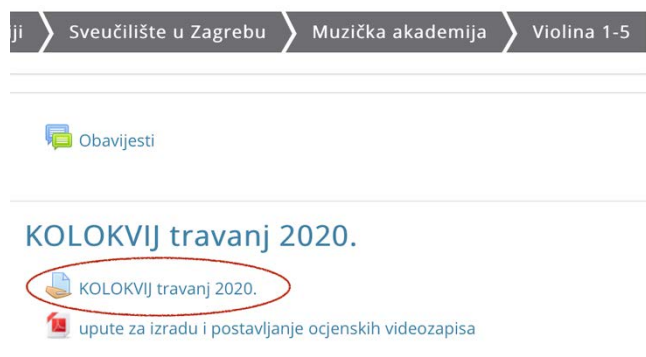 ji Sveučilište u Zagrebu Muzička akademija Violina 1-5
Obavijesti
KOLOKVIJ travanj 2020.
KOLOKVIJ travanj 2020.
upute za izradu i postavljanje ocjenskih videozapisa